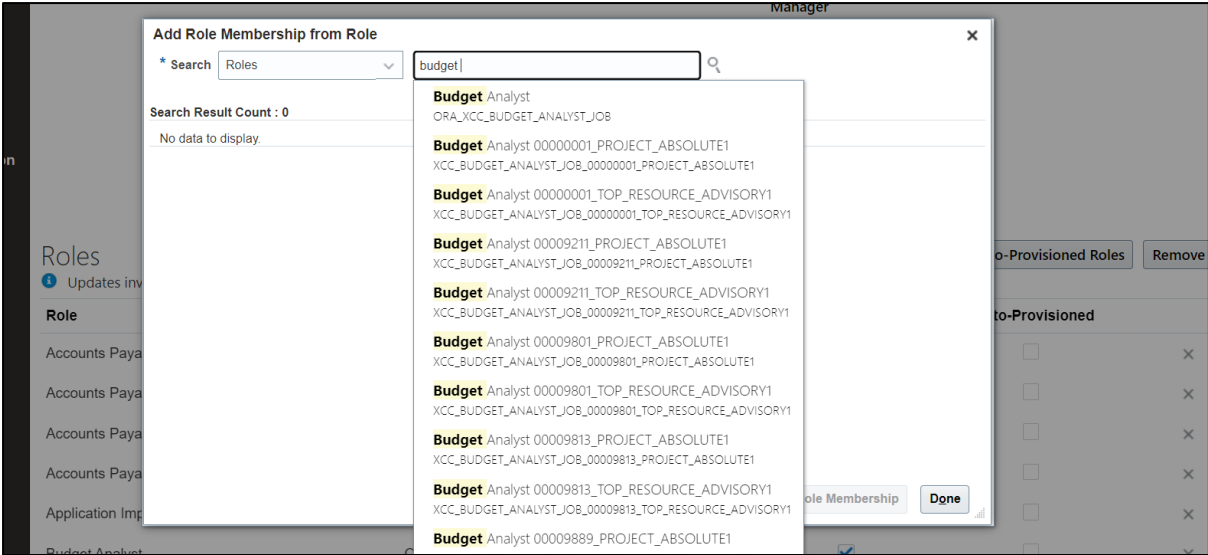 Manager
Add Role Membership from Role
* Search Roles budget
Search Result Count : 0
No data to display.
Budget Analyst
ORA_XCC_BUDGET_ANALYST_JOB
Budget Analyst 00000001_PROJECT_ABSOLUTE1
XCC_BUDGET_ANALYST_JOB_00000001_PROJECT_ABSOLUTE1
Budget Analyst 00000001_TOP_RESOURCE_ADVISORY1
XCC_BUDGET_ANALYST_JOB_00000001_TOP_RESOURCE_ADVISORY1
Budget Analyst 00009211_PROJECT_ABSOLUTE1
XCC_BUDGET_ANALYST_JOB_00009211_PROJECT_ABSOLUTE1
Budget Analyst 00009211_TOP_RESOURCE_ADVISORY1
XCC_BUDGET_ANALYST_JOB_00009211_TOP_RESOURCE_ADVISORY1
Budget Analyst 00009801_PROJECT_ABSOLUTE1
XCC_BUDGET_ANALYST_JOB_00009801_PROJECT_ABSOLUTE1
Budget Analyst 00009801_TOP_RESOURCE_ADVISORY1
XCC_BUDGET_ANALYST_JOB_00009801_TOP_RESOURCE_ADVISORY1
Budget Analyst 00009813_PROJECT_ABSOLUTE1
XCC_BUDGET_ANALYST_JOB_00009813_PROJECT_ABSOLUTE1
Budget Analyst 00009813_TOP_RESOURCE_ADVISORY1
XCC_BUDGET_ANALYST_JOB_00009813_TOP_RESOURCE_ADVISORY1
Budget Analyst 00009889_PROJECT_ABSOLUTE1
ole Membership
Done
on
Roles
o-Provisioned Roles
Remove
Updates inv
Role
to-Provisioned
Accounts Paya
Accounts Paya
Accounts Paya
Accounts Paya
Application Imp
Budget Analyst